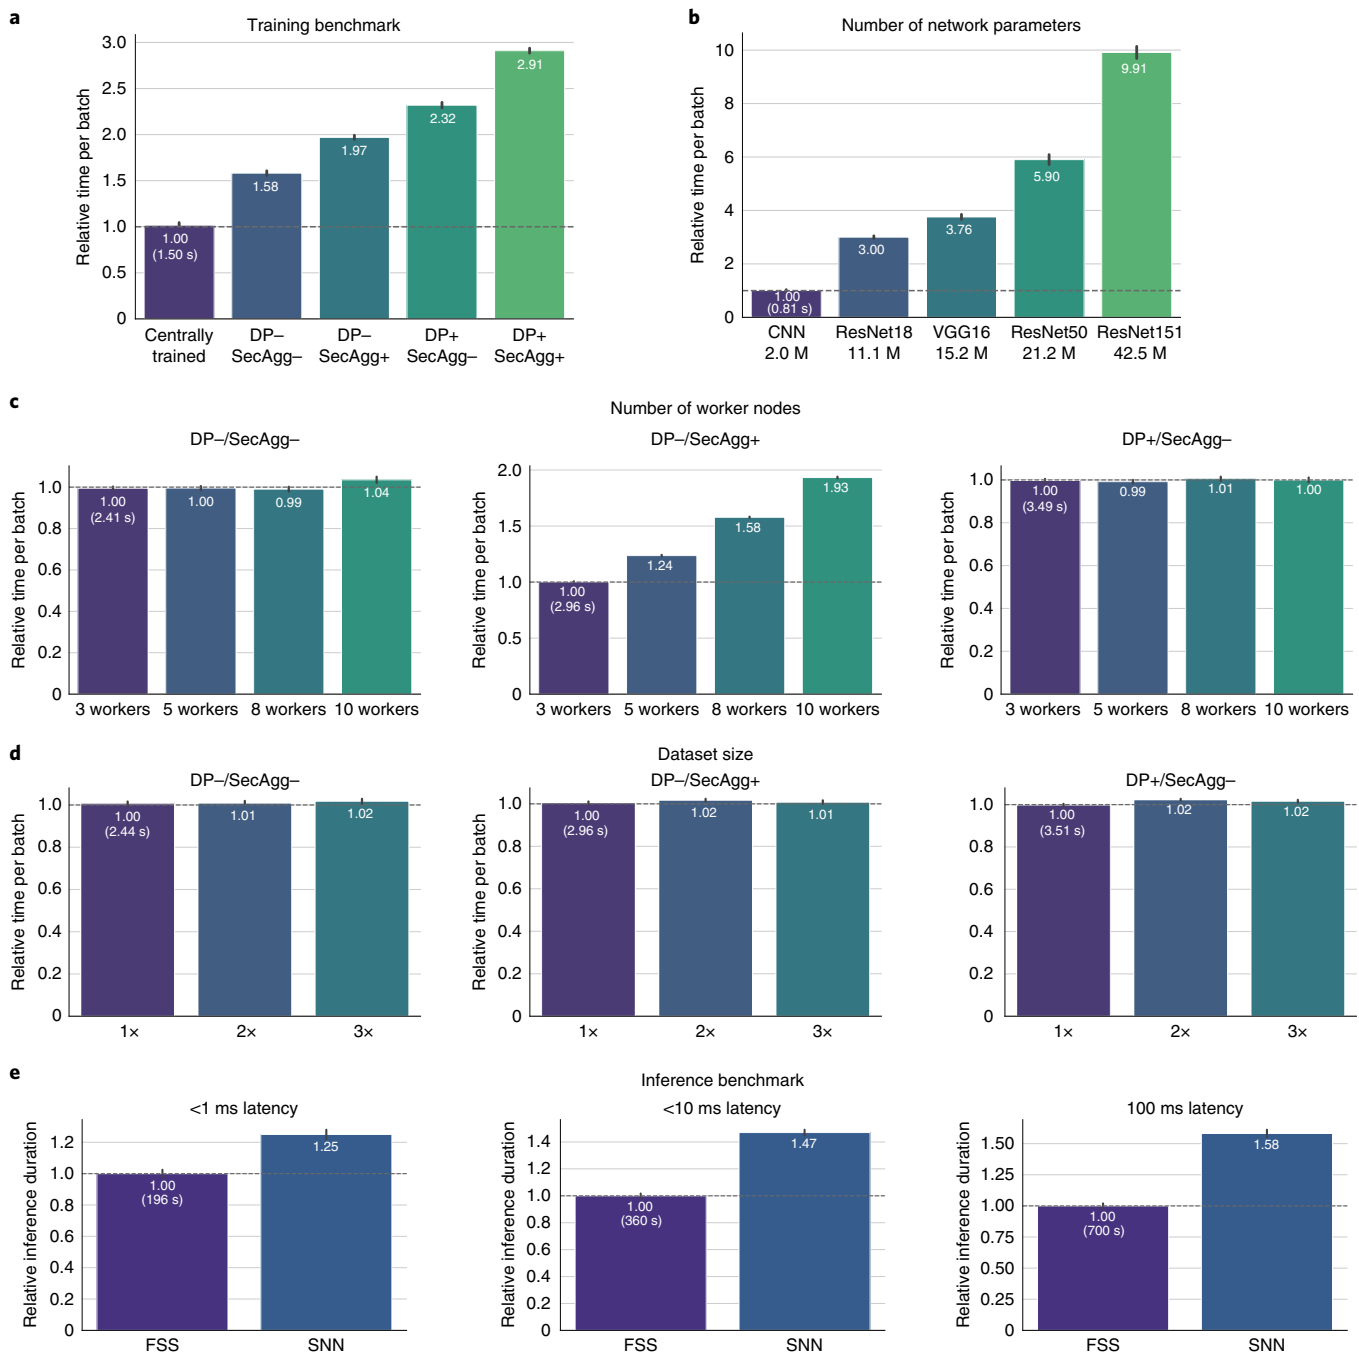 a
Training benchmark
Relative time per batch
3.0
2.5
2.0
1.5
1.0
0.5
0
1.00
(1.50 s)
1.58
1.97
2.32
2.91
Centrally
trained
DP–
SecAgg–
DP–
SecAgg+
DP+
SecAgg–
DP+
SecAgg+
b
Number of network parameters
Relative time per batch
10
8
6
4
2
0
1.00
(0.81 s)
3.00
3.76
5.90
9.91
CNN
2.0 M
ResNet18
11.1 M
VGG16
15.2 M
ResNet50
21.2 M
ResNet151
42.5 M
c
Number of worker nodes
DP–/SecAgg–
Relative time per batch
1.0
0.8
0.6
0.4
0.2
0
1.00
(2.41 s)
1.00
0.99
1.04
3 workers
5 workers
8 workers
10 workers
DP–/SecAgg+
Relative time per batch
2.0
1.5
1.0
0.5
0
1.00
(2.96 s)
1.24
1.58
1.93
3 workers
5 workers
8 workers
10 workers
DP+/SecAgg–
Relative time per batch
1.0
0.8
0.6
0.4
0.2
0
1.00
(3.49 s)
0.99
1.01
1.00
3 workers
5 workers
8 workers
10 workers
d
Dataset size
DP–/SecAgg–
Relative time per batch
1.0
0.8
0.6
0.4
0.2
0
1.00
(2.44 s)
1.01
1.02
1×
2×
3×
DP–/SecAgg+
Relative time per batch
1.0
0.8
0.6
0.4
0.2
0
1.00
(2.96 s)
1.02
1.01
1×
2×
3×
DP+/SecAgg–
Relative time per batch
1.0
0.8
0.6
0.4
0.2
0
1.00
(3.51 s)
1.02
1.02
1×
2×
3×
e
Inference benchmark
<1 ms latency
Relative inference duration
1.2
1.0
0.8
0.6
0.4
0.2
0
1.00
(196 s)
1.25
FSS
SNN
<10 ms latency
Relative inference duration
1.4
1.2
1.0
0.8
0.6
0.4
0.2
0
1.00
(360 s)
1.47
FSS
SNN
100 ms latency
Relative inference duration
1.50
1.25
1.00
0.75
0.50
0.25
0
1.00
(700 s)
1.58
FSS
SNN